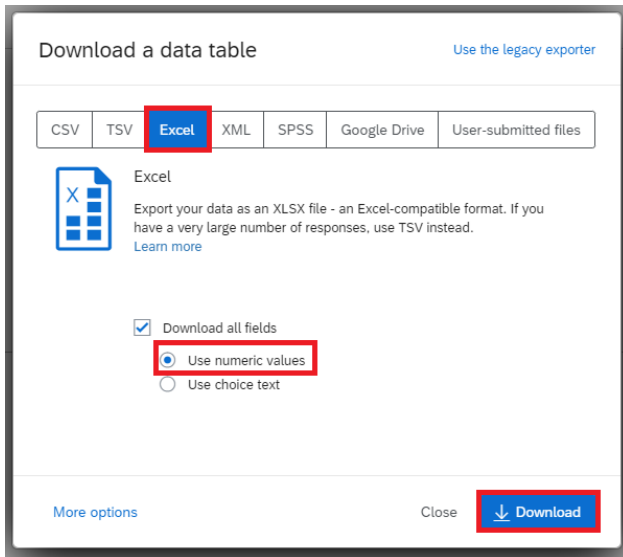 Download a data table
Use the legacy exporter
CSV
TSV
Excel
XML
SPSS
Google Drive
User-submitted files
X
Excel
Export your data as an XLSX file - an Excel-compatible format. If you
have a very large number of responses, use TSV instead.
Learn more
Download all fields
Use numeric values
Use choice text
More options
Close
Download